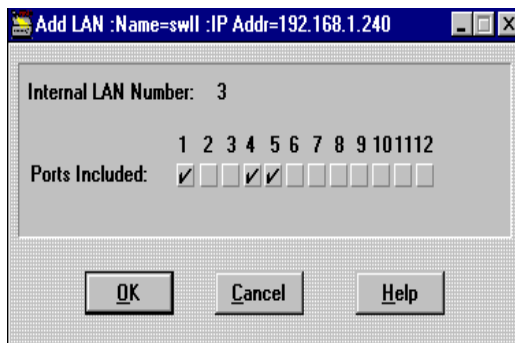 Add LAN :Name=swII :IP Addr=192.168.1.240
Internal LAN Number: 3
1 2 3 4 5 6 7 8 9 10 11 12
Ports Included:
OK Cancel Help